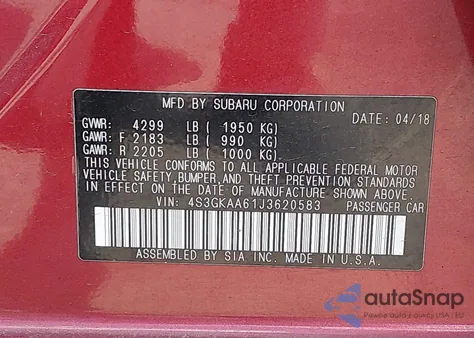 MFD BY SUBARU CORPORATION
DATE: 04/18
GVWR: 4299 LB ( 1950 KG)
GAWR: F 2183 LB ( 990 KG)
GAWR: R 2205 LB ( 1000 KG)
THIS VEHICLE CONFORMS TO ALL APPLICABLE FEDERAL MOTOR
VEHICLE SAFETY, BUMPER, AND THEFT PREVENTION STANDARDS
IN EFFECT ON THE DATE OF MANUFACTURE SHOWN ABOVE.
VIN: 4S3GKAA61J3620583 PASSENGER CAR
ASSEMBLED BY SIA INC. MADE IN U.S.A.
autoSnap